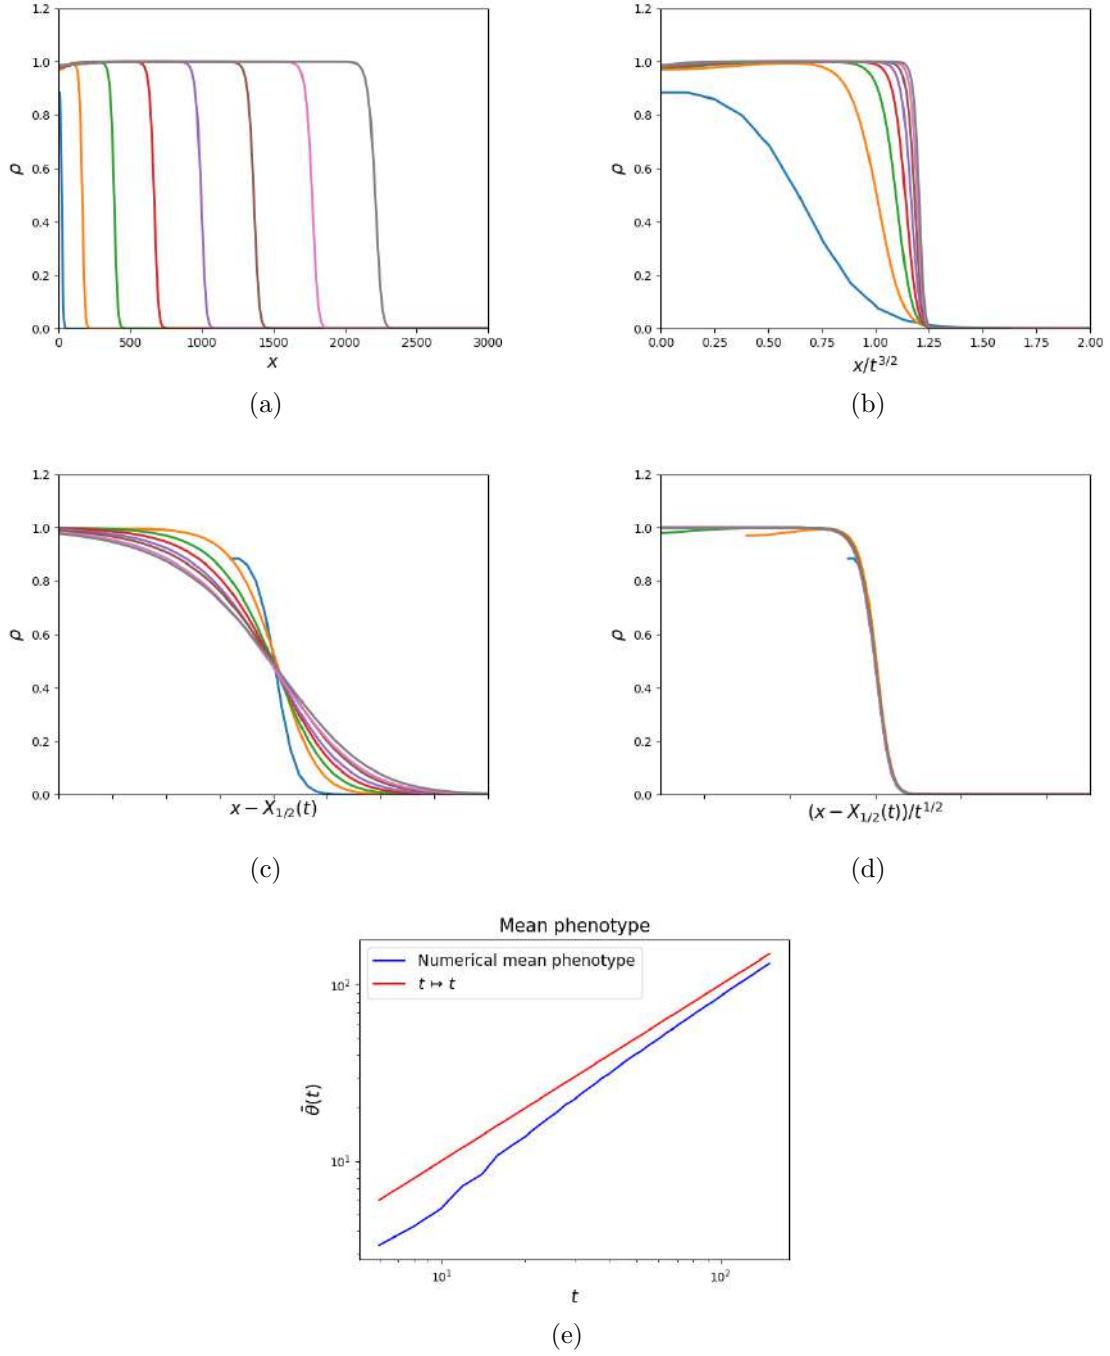 1.2
1.0
0.8
0.6
0.4
0.2
0.0
ρ
0 500 1000 1500 2000 2500 3000
x
(a)
1.2
1.0
0.8
0.6
0.4
0.2
0.0
ρ
0.00 0.25 0.50 0.75 1.00 1.25 1.50 1.75 2.00
x/t^{3/2}
(b)
1.2
1.0
0.8
0.6
0.4
0.2
0.0
ρ
x − X_{1/2}(t)
(c)
1.2
1.0
0.8
0.6
0.4
0.2
0.0
ρ
(x − X_{1/2}(t))/t^{1/2}
(d)
Mean phenotype
Numerical mean phenotype
t ↦ t
10^2
10^1
θ̄(t)
10^1 10^2
t
(e)